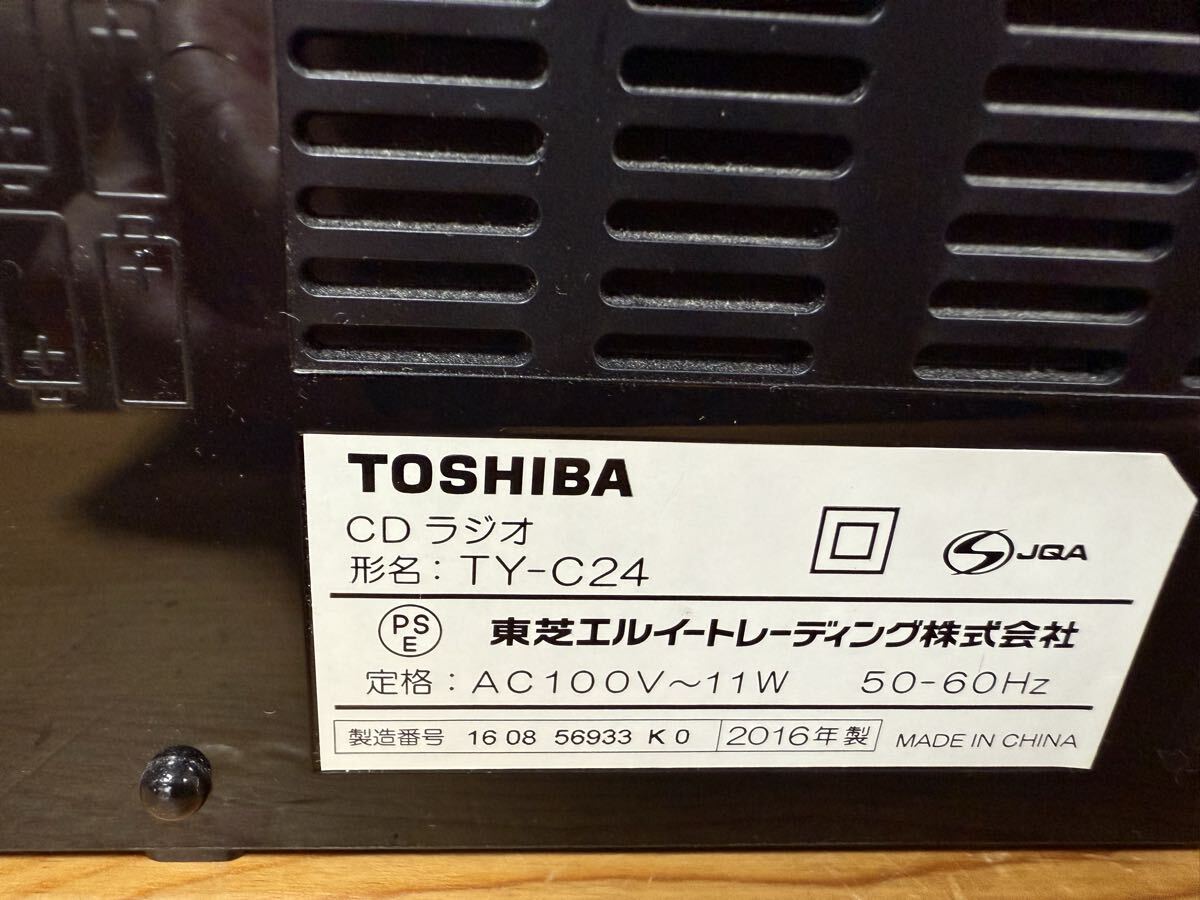 TOSHIBA
CD ラジオ
形名: TY-C24
JQA
PS
E
東芝エルイートレーディング株式会社
定格: AC100V～11W 50-60Hz
製造番号 16 08 56933 K 0 2016年製 MADE IN CHINA